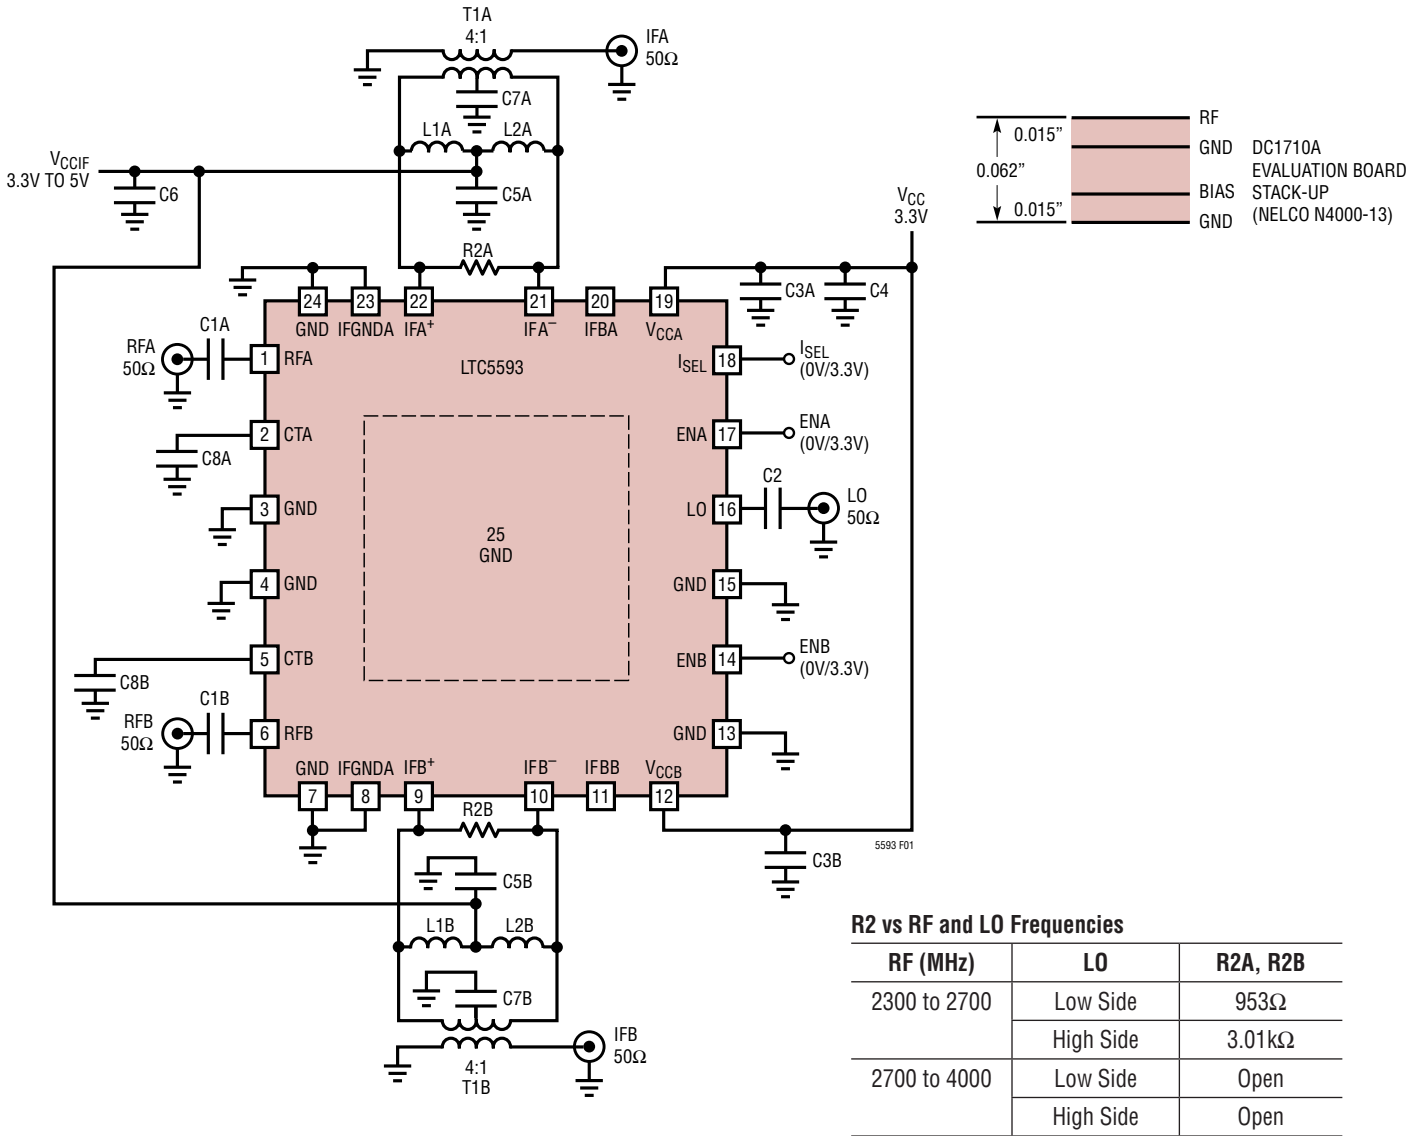 T1A
4:1
IFA
50Ω
C7A
L1A
L2A
VCCIF
3.3V TO 5V
C6
C5A
R2A
VCC
3.3V
C3A
C4
0.015”
0.062”
0.015”
RF
GND
BIAS
GND
DC1710A
EVALUATION BOARD
STACK-UP
(NELCO N4000-13)
24
23
22
21
20
19
GND
IFGNDA
IFA+
IFA–
IFBA
VCCA
LTC5593
C1A
RFA
50Ω
1
RFA
C8A
2
CTA
3
GND
4
GND
C8B
5
CTB
C1B
RFB
50Ω
6
RFB
25
GND
ISEL
18
ISEL
(0V/3.3V)
ENA
17
ENA
(0V/3.3V)
LO
16
C2
LO
50Ω
GND
15
ENB
14
ENB
(0V/3.3V)
GND
13
GND
IFGNDA
IFB+
IFB–
IFBB
VCCB
7
8
9
10
11
12
R2B
C3B
5593 F01
C5B
L1B
L2B
C7B
4:1
T1B
IFB
50Ω
R2 vs RF and LO Frequencies
RF (MHz) LO R2A, R2B
2300 to 2700 Low Side 953Ω
High Side 3.01kΩ
2700 to 4000 Low Side Open
High Side Open